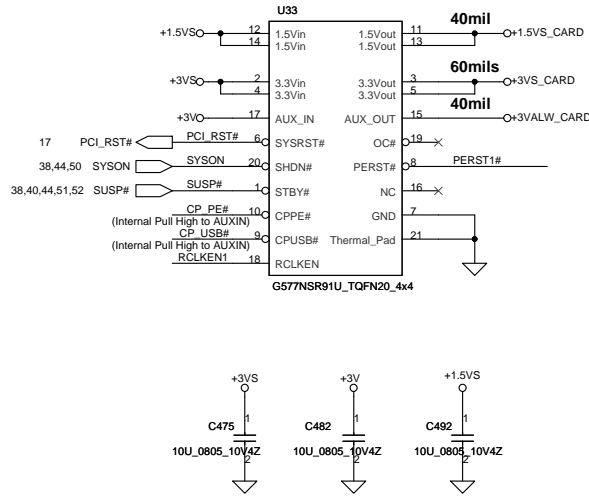 U33
+1.5VS 12 1.5Vin 1.5Vout 11 40mil +1.5VS_CARD
14 1.5Vin 1.5Vout 13
+3VS 2 3.3Vin 3.3Vout 3 60mils +3VS_CARD
4 3.3Vin 3.3Vout 5
+3V 17 AUX_IN AUX_OUT 15 40mil +3VALW_CARD
17 PCI_RST# PCI_RST# 6 SYSRST# OC# 19
38,44,50 SYSON SYSON 20 SHDN# PERST# 8 PERST1#
38,40,44,51,52 SUSP# SUSP# 1 STBY# NC 16
CP_PE# 10 CPPE# GND 7
(Internal Pull High to AUXIN)
CP_USB# 9 CPUSB# Thermal_Pad 21
(Internal Pull High to AUXIN)
RCLKEN1 18 RCLKEN
G577NSR91U_TQFN20_4x4
+3VS +3V +1.5VS
1 1 1
C475 C482 C492
10U_0805_10V4Z 10U_0805_10V4Z 10U_0805_10V4Z
2 2 2